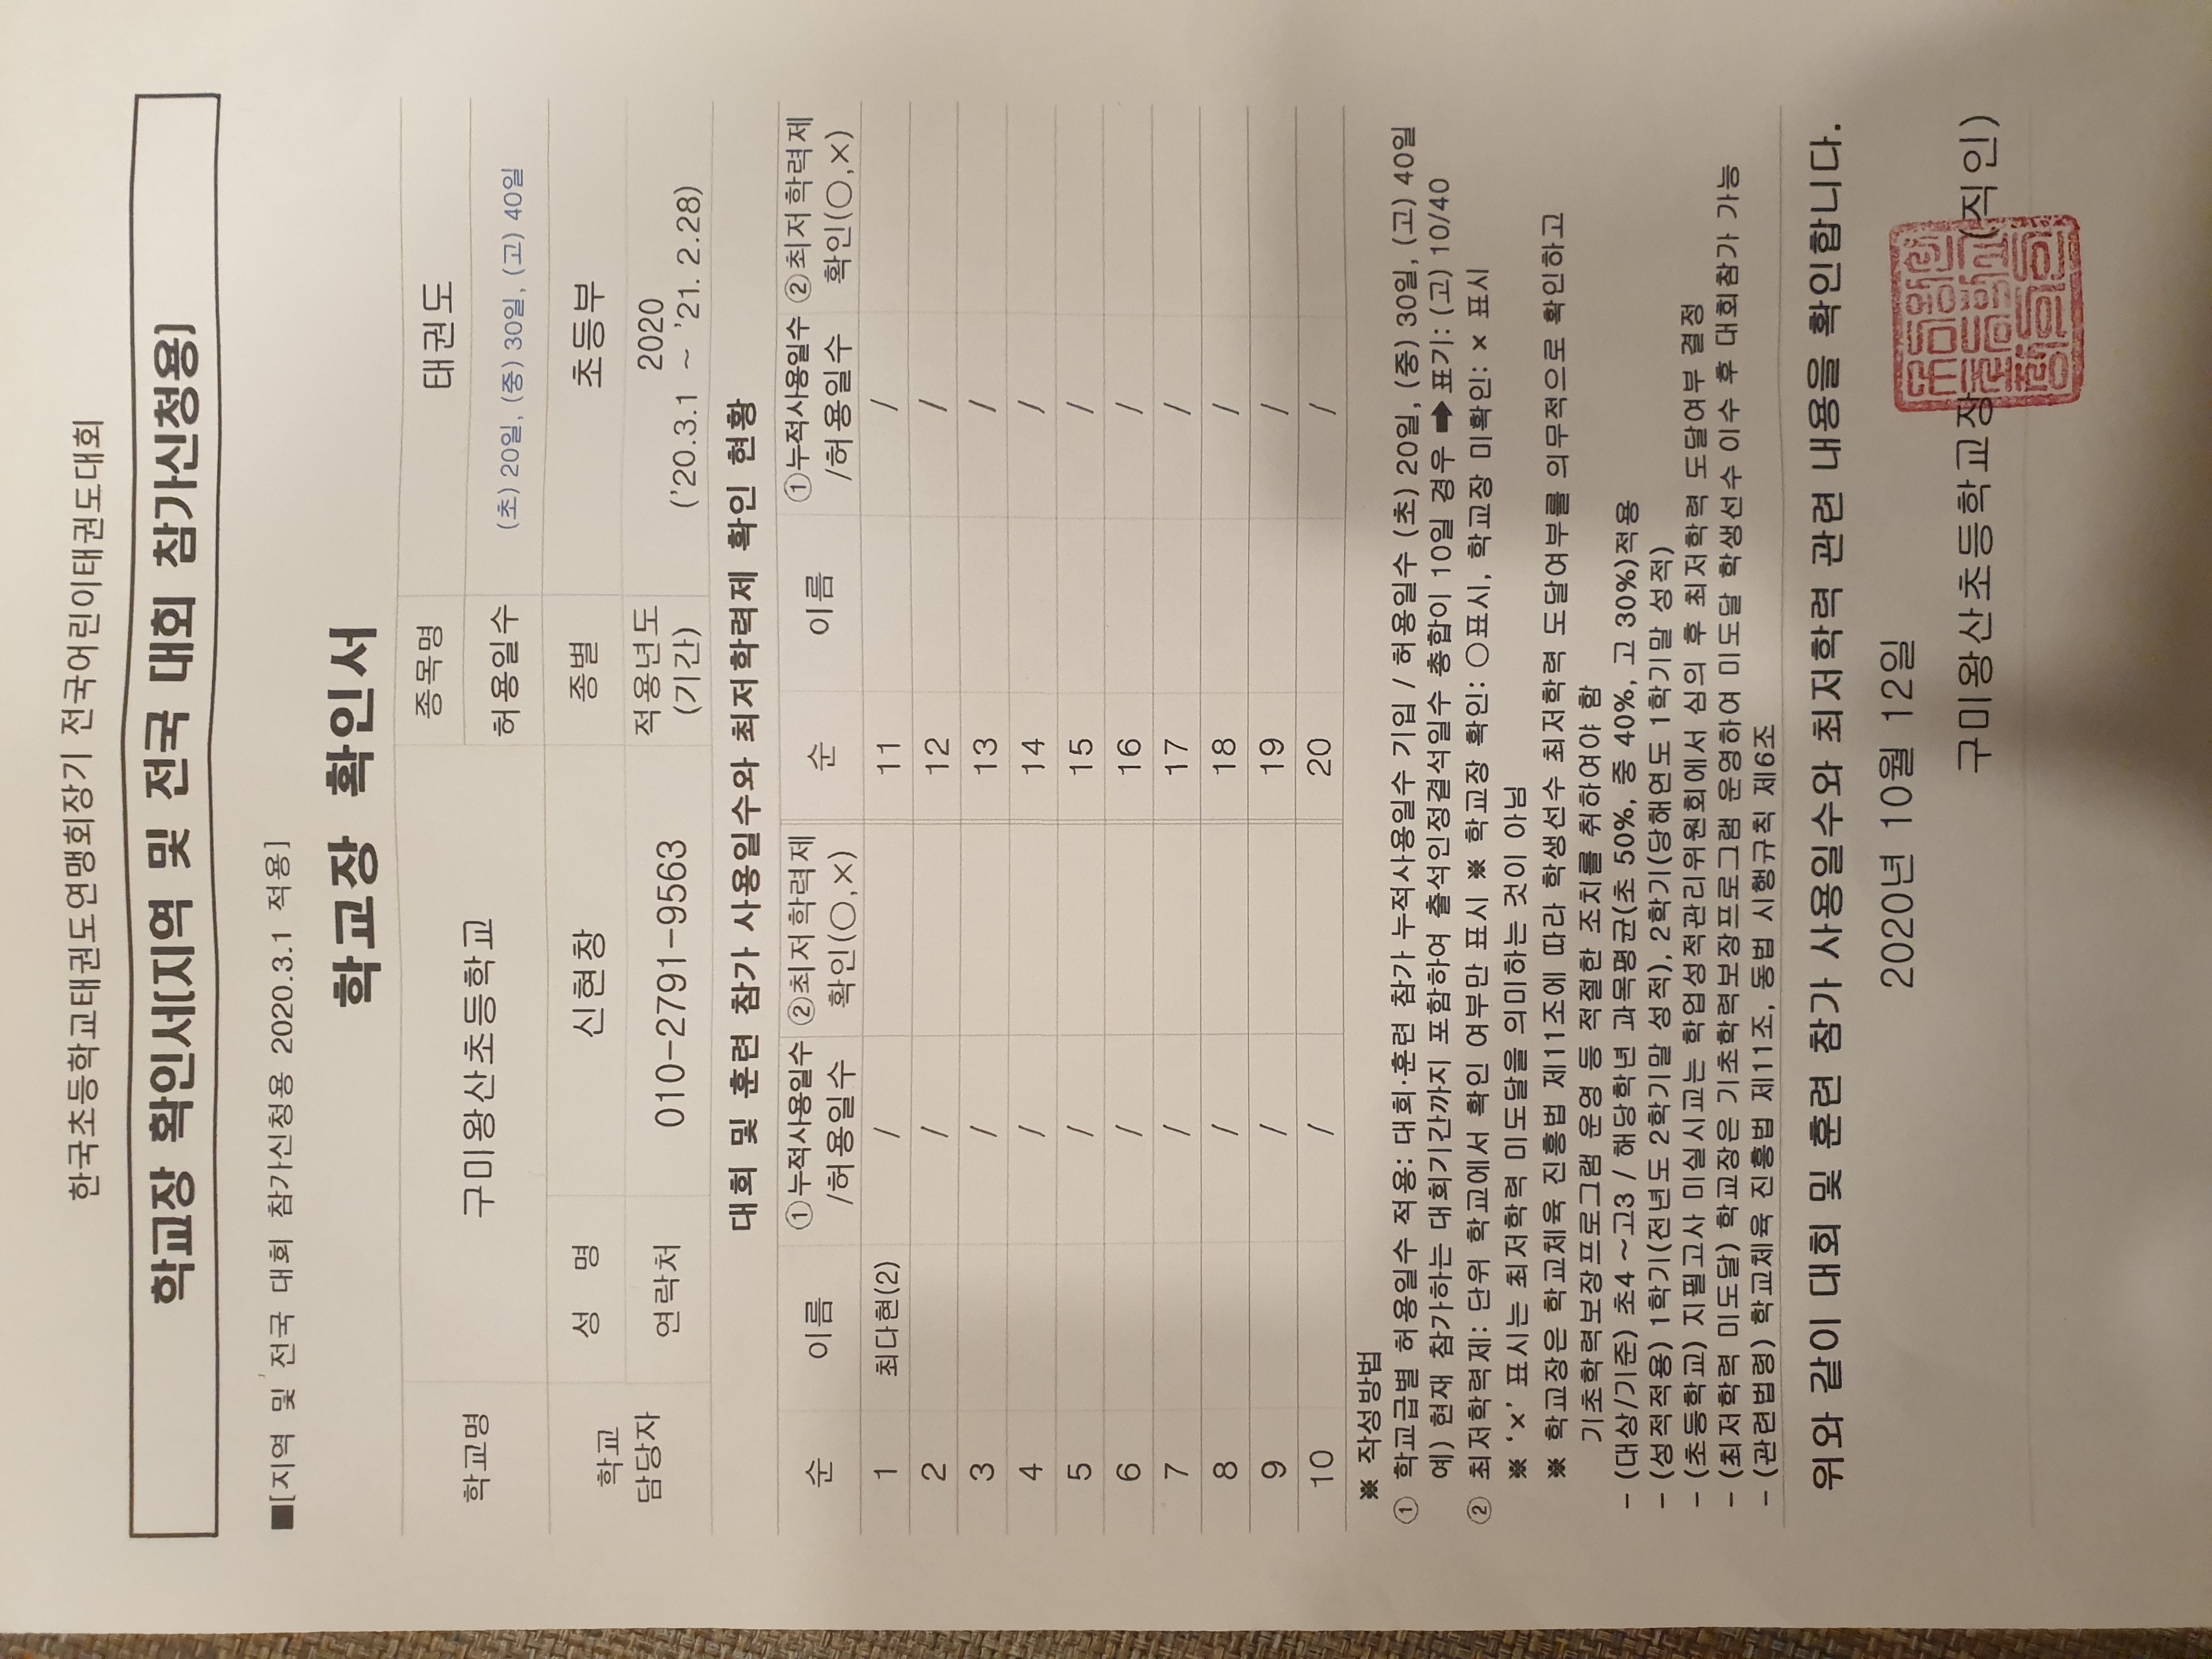 한국초등학교태권도연맹회장기 전국어린이태권도대회
학교장 확인서[지역 및 전국 대회 참가신청용]
■[지역 및 전국 대회 참가신청용 2020.3.1 적용]
학교장 확인서
학교명 구미왕산초등학교 종목명 태권도
허용일수 (초) 20일, (중) 30일, (고) 40일
학교 담당자 성 명 신현창 종별 초등부
연락처 010-2791-9563 적용년도 (기간) 2020 ('20.3.1 ~ '21. 2.28)
대회 및 훈련 참가 사용일수와 최저학력제 확인 현황
순 이름 ①누적사용일수 /허용일수 ②최저학력제 확인(○,×) 순 이름 ①누적사용일수 /허용일수 ②최저학력제 확인(○,×)
1 최다현(2) / 11 /
2 / 12 /
3 / 13 /
4 / 14 /
5 / 15 /
6 / 16 /
7 / 17 /
8 / 18 /
9 / 19 /
10 / 20 /
※ 작성방법
① 학교급별 허용일수 적용: 대회·훈련 참가 누적사용일수 기입 / 허용일수 (초) 20일, (중) 30일, (고) 40일
예) 현재 참가하는 대회기간까지 포함하여 출석인정결석일수 총합이 10일 경우 ➡ 표기: (고) 10/40
② 최저학력제: 단위 학교에서 확인 여부만 표시 ※ 학교장 확인: ○표시, 학교장 미확인: × 표시
※ '×' 표시는 최저학력 미도달을 의미하는 것이 아님
※ 학교장은 학교체육 진흥법 제11조에 따라 학생선수 최저학력 도달여부를 의무적으로 확인하고
기초학력보장프로그램 운영 등 적절한 조치를 취하여야 함
- (대상/기준) 초4 ~고3 / 해당학년 과목평균(초 50%, 중 40%, 고 30%)적용
- (성적적용) 1학기(전년도 2학기말 성적), 2학기(당해연도 1학기말 성적)
- (초등학교) 지필고사 미실시교는 학업성적관리위원회에서 심의 후 최저학력 도달여부 결정
- (최저학력 미도달) 학교장은 기초학력보장프로그램 운영하여 미도달 학생선수 이수 후 대회참가 가능
- (관련법령) 학교체육 진흥법 제11조, 동법 시행규칙 제6조
위와 같이 대회 및 훈련 참가 사용일수와 최저학력 관련 내용을 확인합니다.
2020년 10월 12일
구미왕산초등학교장 (직인)